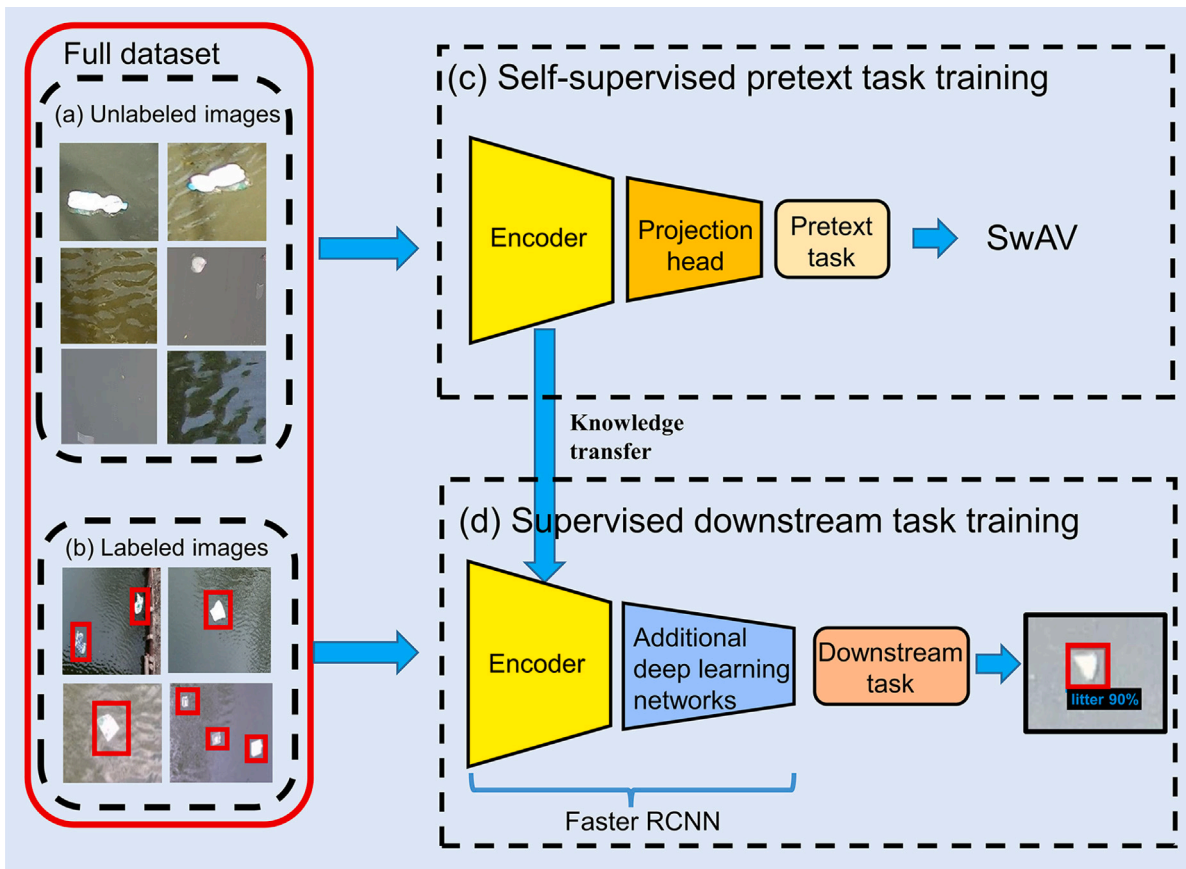 Full dataset
(a) Unlabeled images
(b) Labeled images
(c) Self-supervised pretext task training
Encoder
Projection
head
Pretext
task
SwAV
Knowledge
transfer
(d) Supervised downstream task training
Encoder
Additional
deep learning
networks
Downstream
task
litter 90%
Faster RCNN